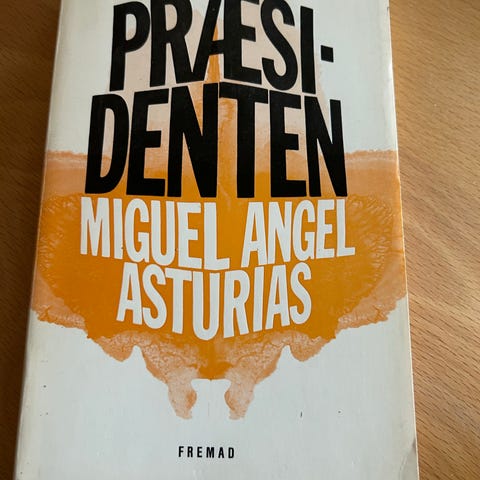 PRÆSI-
DENTEN
MIGUEL ANGEL
ASTURIAS
FREMAD